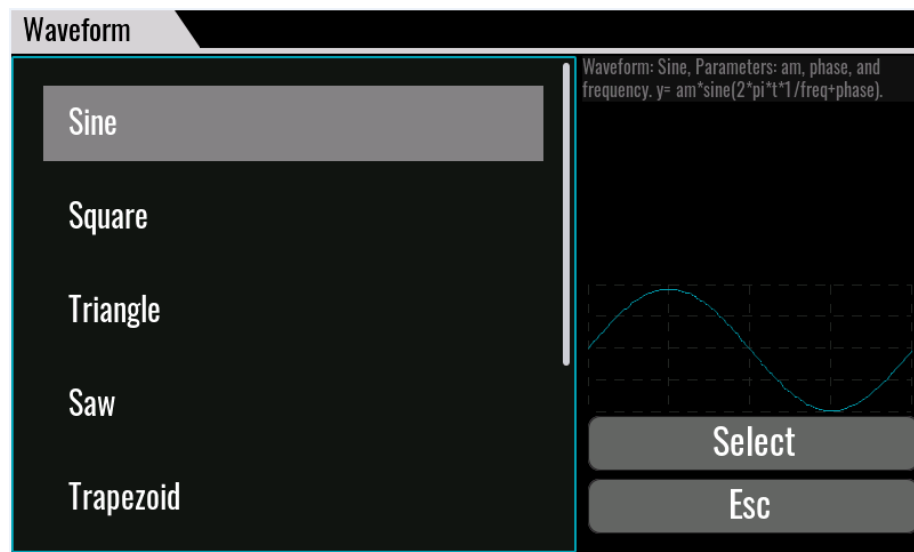 Waveform
Sine
Square
Triangle
Saw
Trapezoid
Waveform: Sine, Parameters: am, phase, and
frequency. y= am*sine(2*pi*t*1/freq+phase).
Select
Esc